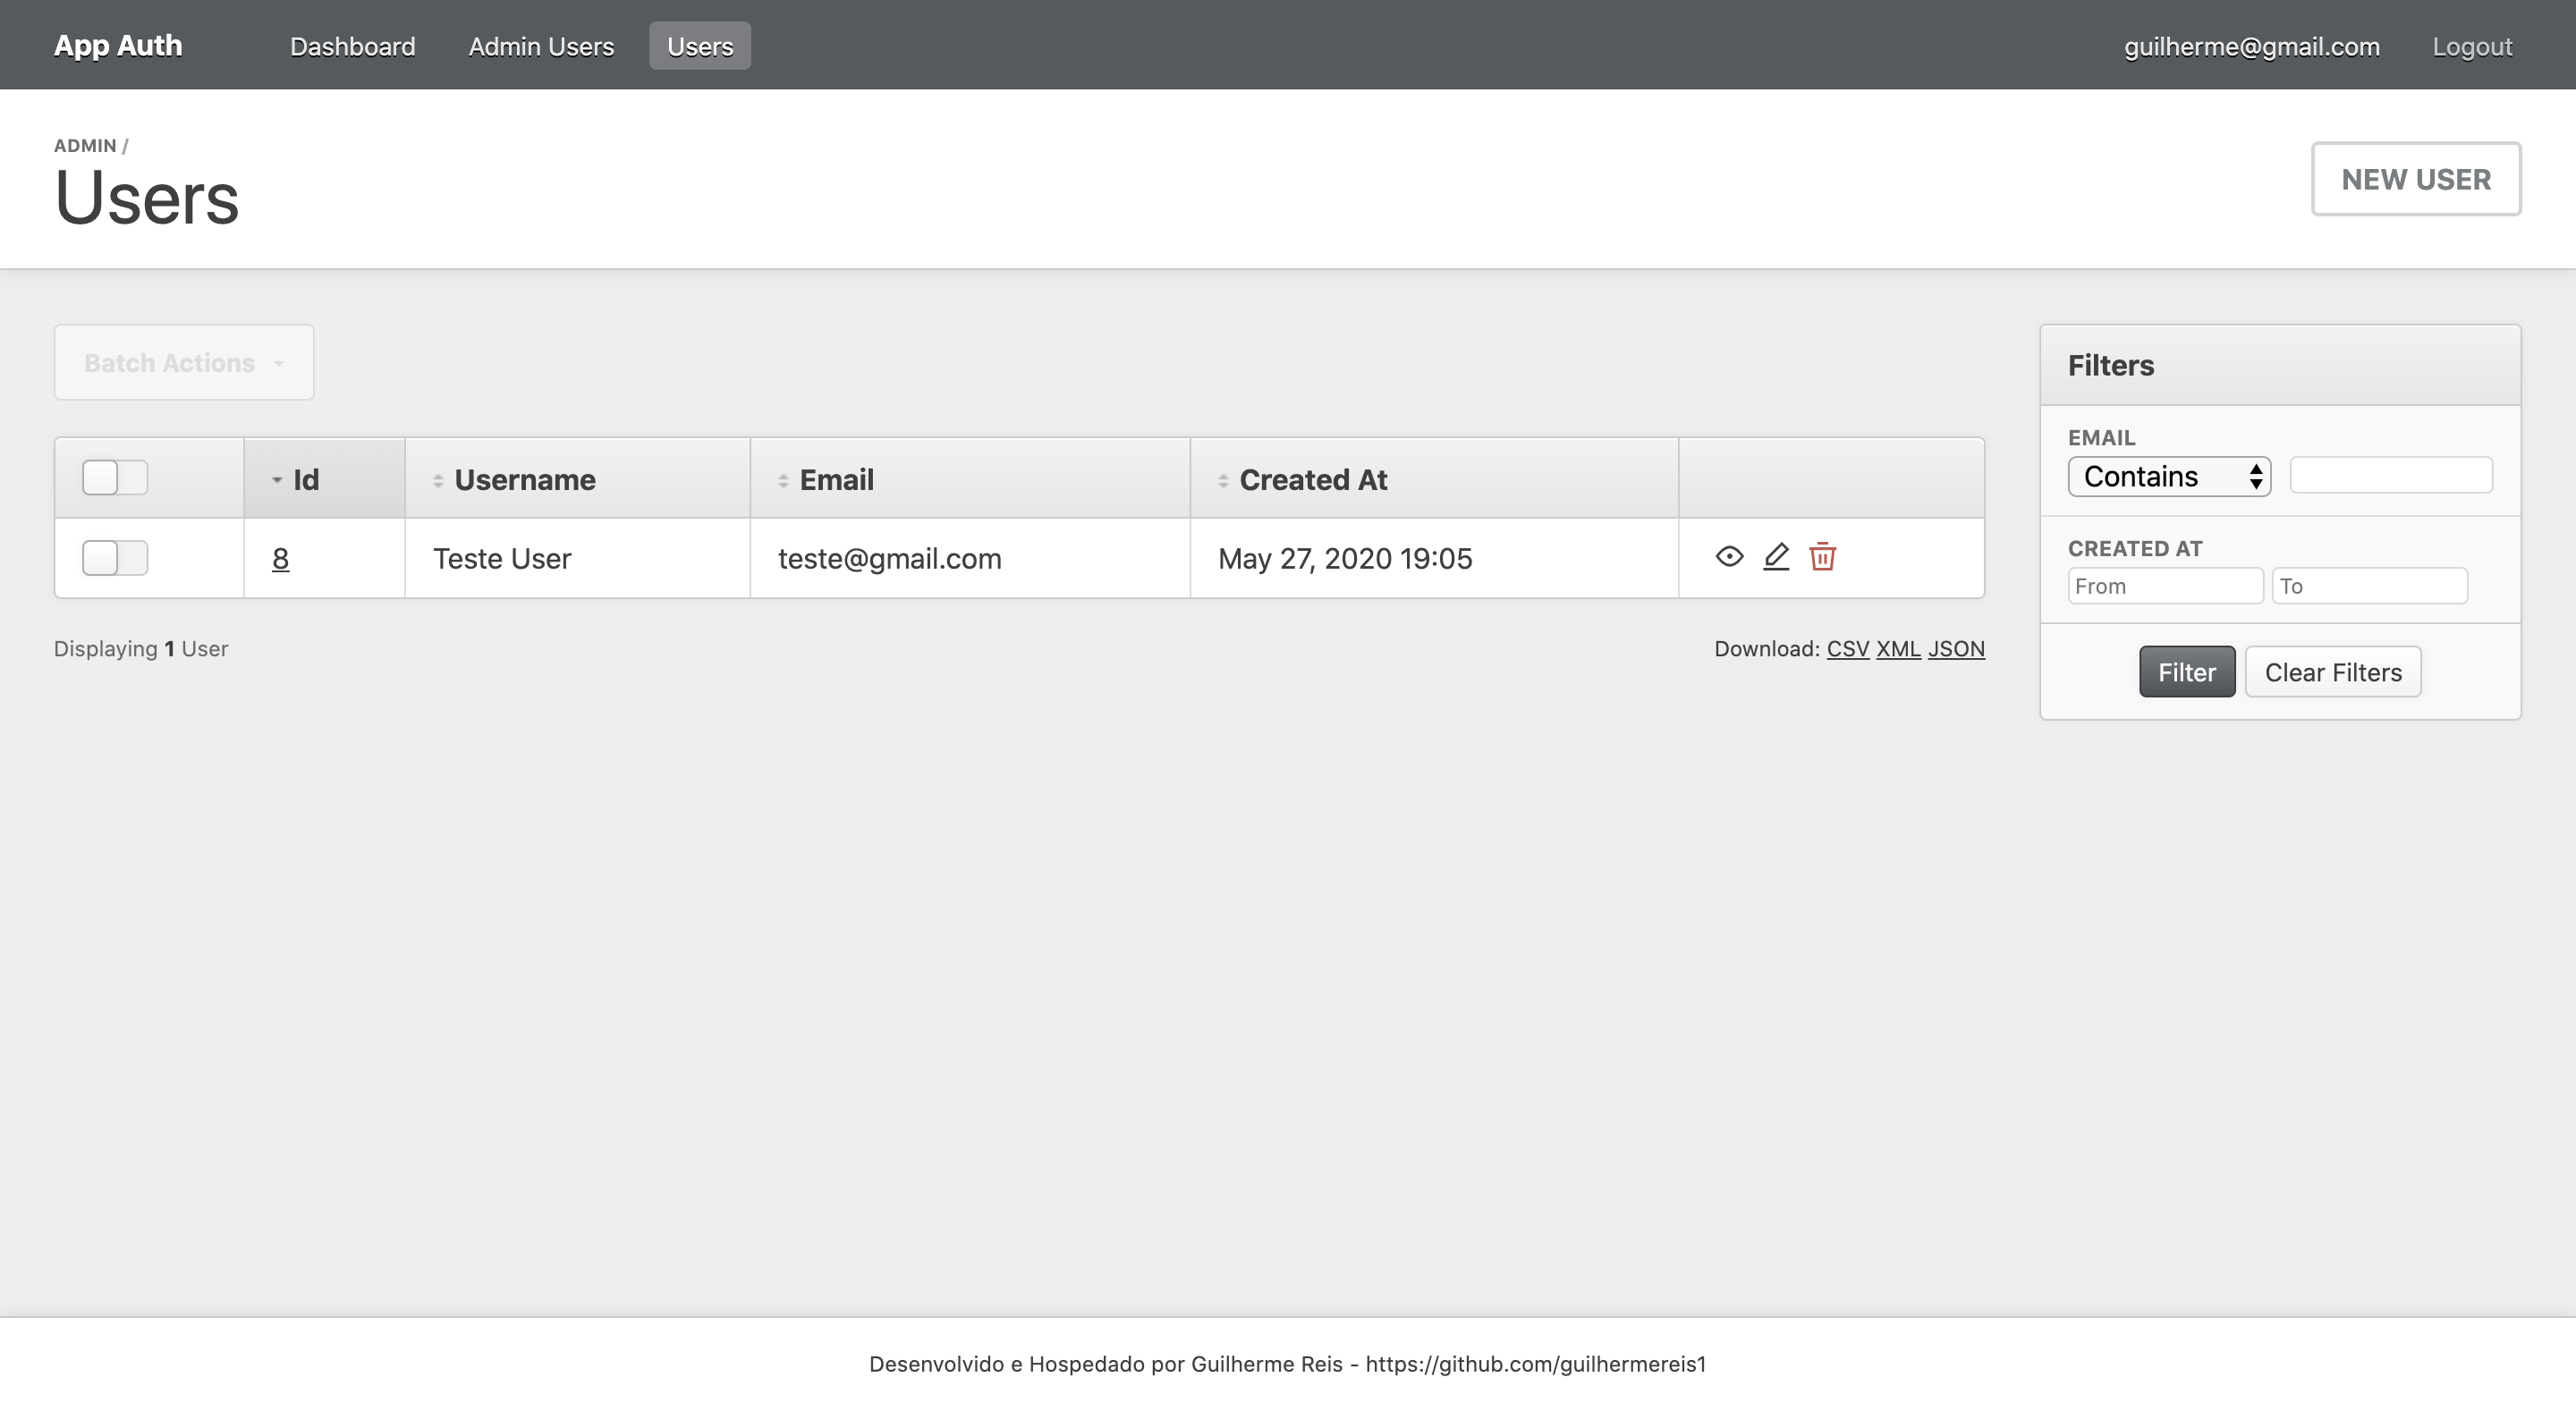 App Auth Dashboard Admin Users Users guilherme@gmail.com Logout
ADMIN /
Users
NEW USER
Batch Actions
Id Username Email Created At
8 Teste User teste@gmail.com May 27, 2020 19:05
Displaying 1 User
Download: CSV XML JSON
Filters
EMAIL
Contains
CREATED AT
From To
Filter Clear Filters
Desenvolvido e Hospedado por Guilherme Reis - https://github.com/guilhermereis1